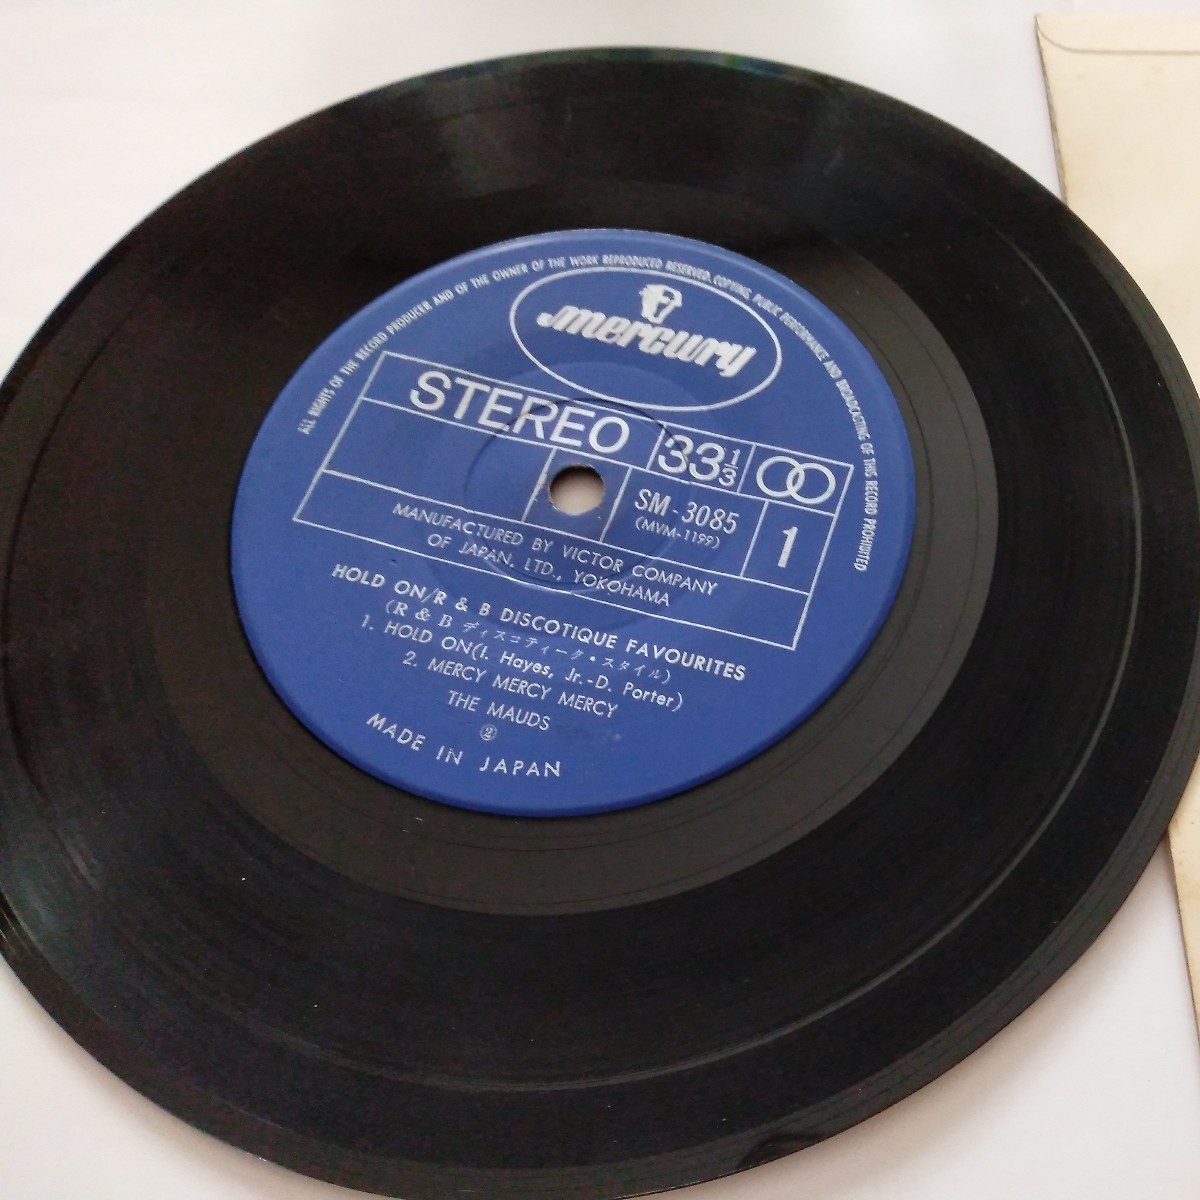 ALL RIGHTS OF THE RECORD PRODUCER AND OF THE OWNER OF THE WORK REPRODUCED RESERVED. COPYING, PUBLIC PERFORMANCE AND BROADCASTING OF THIS RECORD PROHIBITED
mercury
STEREO 33 1/3
SM-3085
(MVM-1199)
1
MANUFACTURED BY VICTOR COMPANY
OF JAPAN, LTD., YOKOHAMA
HOLD ON/R & B DISCOTIQUE FAVOURITES
(R & B ディスコティーク・スタイル)
1. HOLD ON(I. Hayes, Jr.-D. Porter)
2. MERCY MERCY MERCY
THE MAUDS
②
MADE IN JAPAN